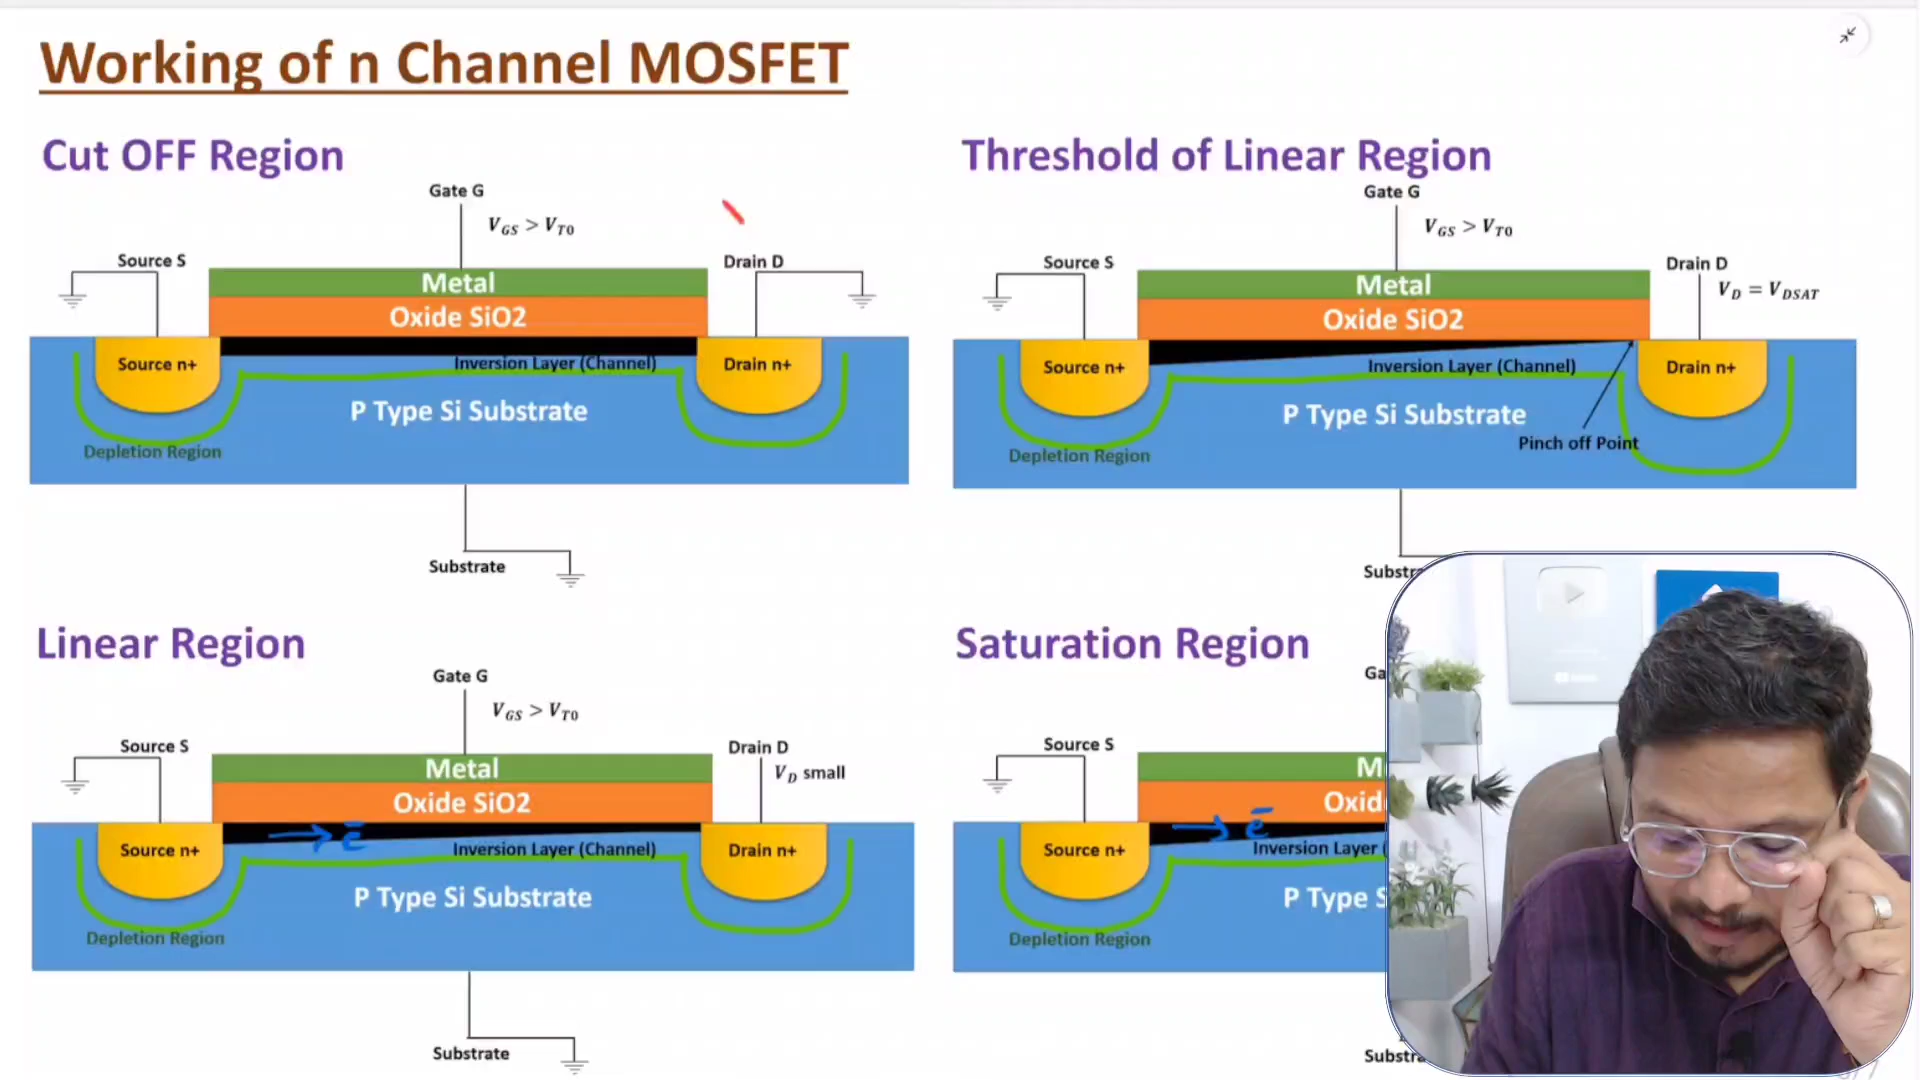 Working of n Channel MOSFET
Cut OFF Region
Gate G
V_GS > V_T0
Source S
Drain D
Metal
Oxide SiO2
Source n+
Inversion Layer (Channel)
Drain n+
P Type Si Substrate
Depletion Region
Substrate
Threshold of Linear Region
Gate G
V_GS > V_T0
Source S
Drain D
V_D = V_DSAT
Metal
Oxide SiO2
Source n+
Inversion Layer (Channel)
Drain n+
P Type Si Substrate
Pinch off Point
Depletion Region
Linear Region
Gate G
V_GS > V_T0
Source S
Drain D
V_D small
Metal
Oxide SiO2
→ e̅
Source n+
Inversion Layer (Channel)
Drain n+
P Type Si Substrate
Depletion Region
Substrate
Saturation Region
Source S
→ e̅
Source n+
Inversion Layer (
P Type
Depletion Region